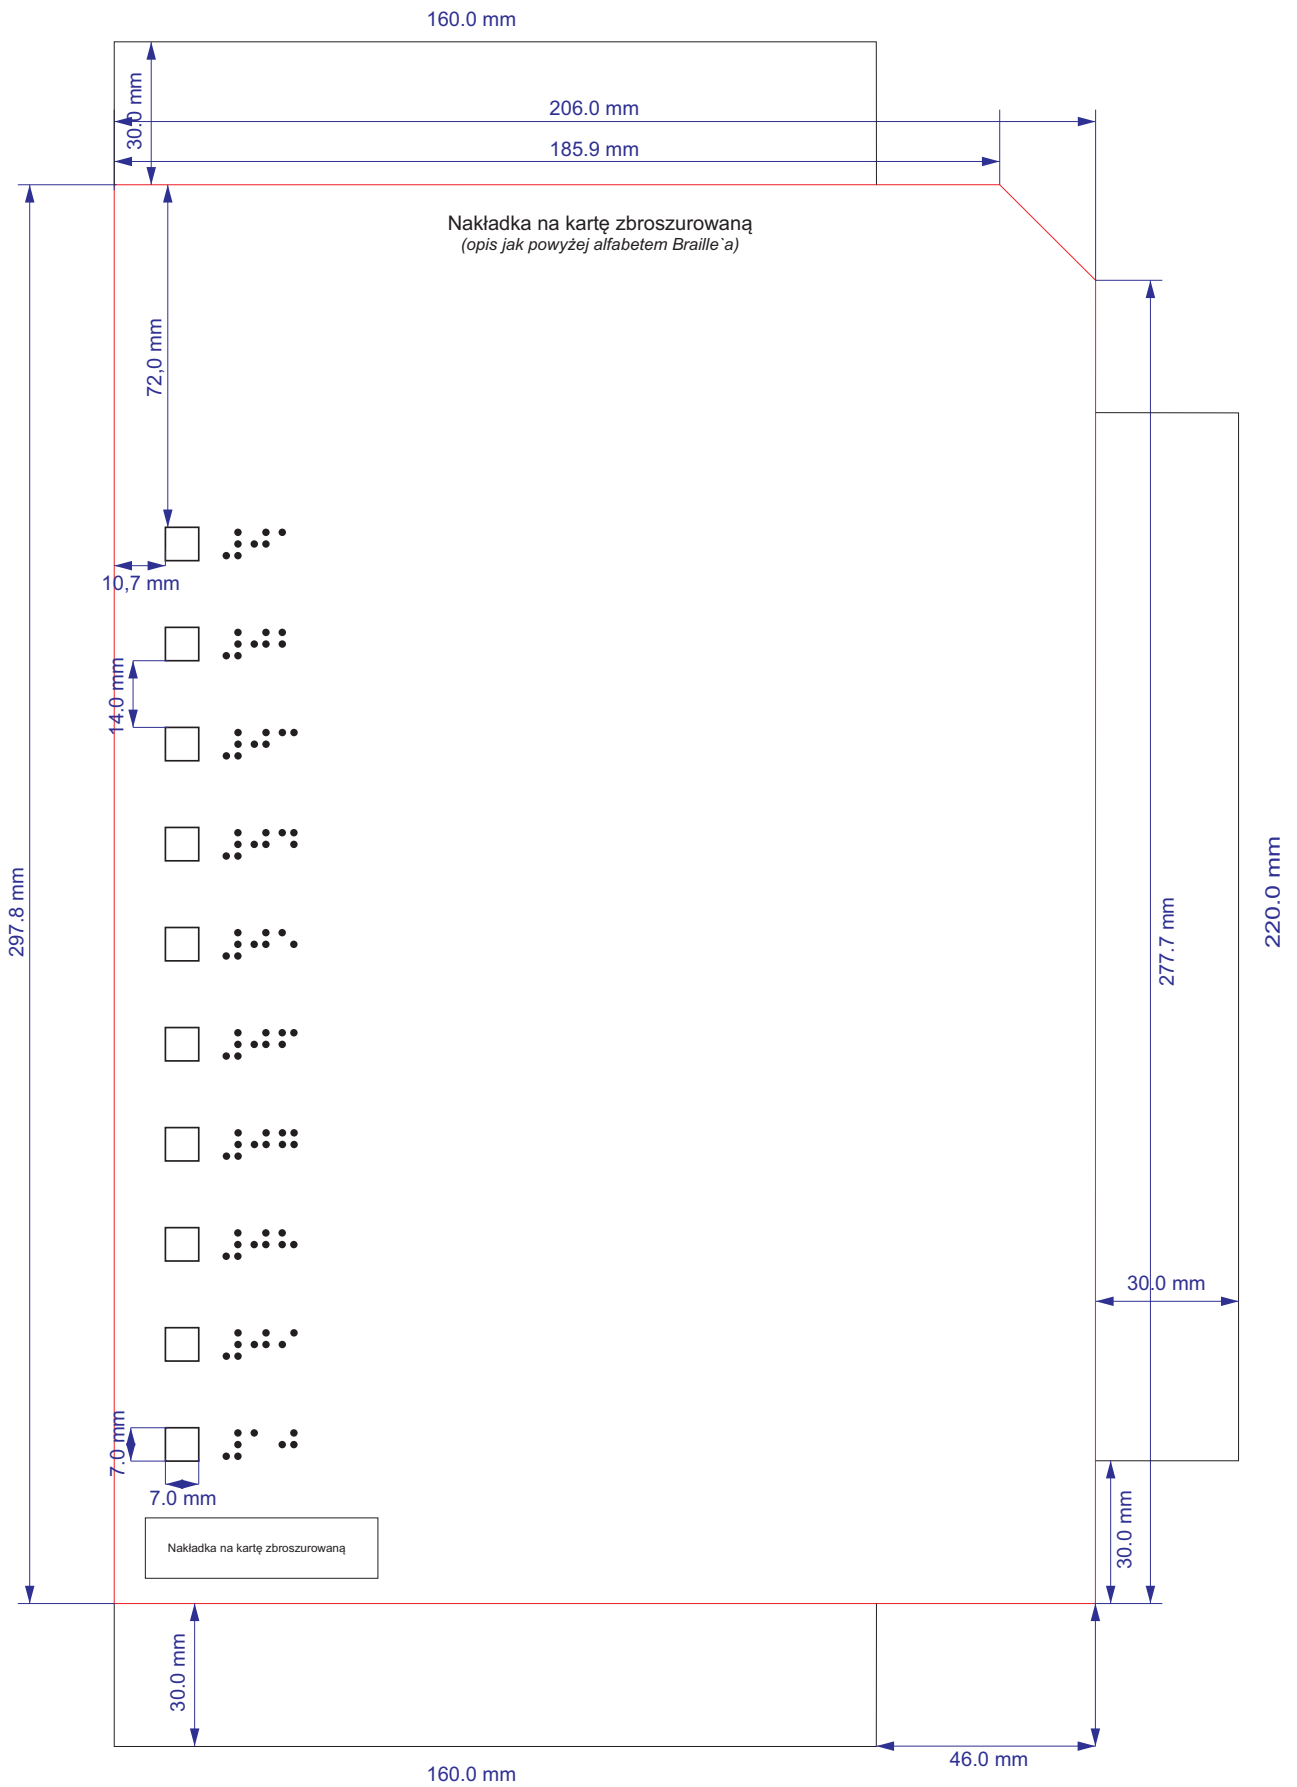 160.0 mm
30.0 mm
206.0 mm
185.9 mm
Nakładka na kartę zbroszurowaną
(opis jak powyżej alfabetem Braille`a)
72,0 mm
⠼⠚⠁
10,7 mm
⠼⠚⠃
14.0 mm
⠼⠚⠉
⠼⠚⠙
220.0 mm
297.8 mm
277.7 mm
⠼⠚⠑
⠼⠚⠋
⠼⠚⠛
⠼⠚⠓
30.0 mm
⠼⠚⠊
⠼⠁⠚
7.0 mm
7.0 mm
30.0 mm
Nakładka na kartę zbroszurowaną
30.0 mm
46.0 mm
160.0 mm